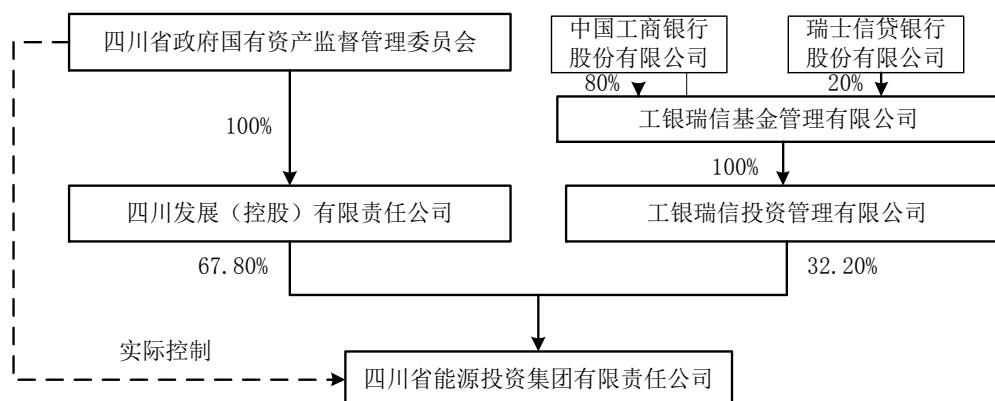 四川省政府国有资产监督管理委员会
中国工商银行
股份有限公司
瑞士信贷银行
股份有限公司
80%
20%
工银瑞信基金管理有限公司
100%
100%
四川发展（控股）有限责任公司
工银瑞信投资管理有限公司
67.80%
32.20%
实际控制
四川省能源投资集团有限责任公司